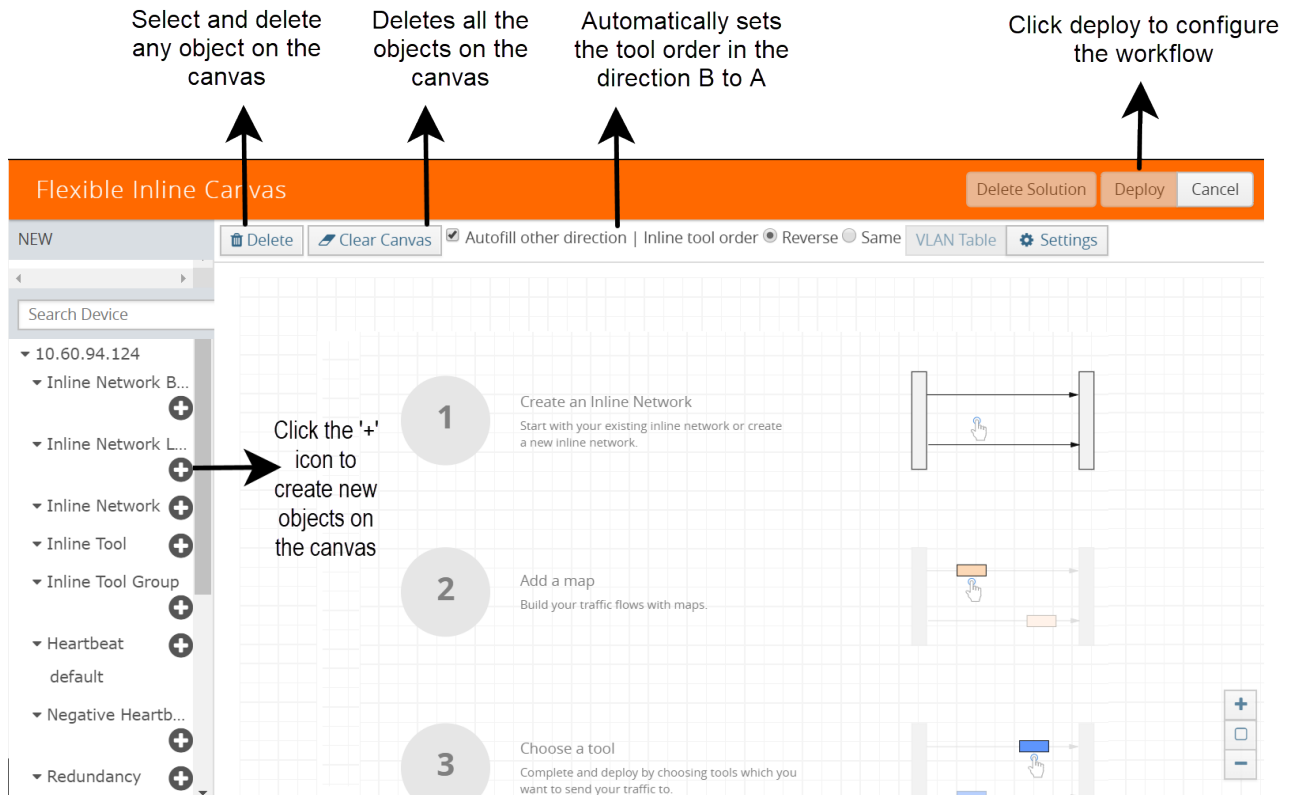 Select and delete
any object on the
canvas
Deletes all the
objects on the
canvas
Automatically sets
the tool order in the
direction B to A
Click deploy to configure
the workflow
Flexible Inline Canvas
Delete Solution
Deploy
Cancel
NEW
Delete
Clear Canvas
Autofill other direction | Inline tool order
Reverse
Same
VLAN Table
Settings
Search Device
10.60.94.124
Inline Network B...
Inline Network L...
Inline Network
Inline Tool
Inline Tool Group
Heartbeat
default
Negative Heartb...
Redundancy
Click the '+'
icon to
create new
objects on
the canvas
1
Create an Inline Network
Start with your existing inline network or create
a new inline network.
2
Add a map
Build your traffic flows with maps.
3
Choose a tool
Complete and deploy by choosing tools which you
want to send your traffic to.